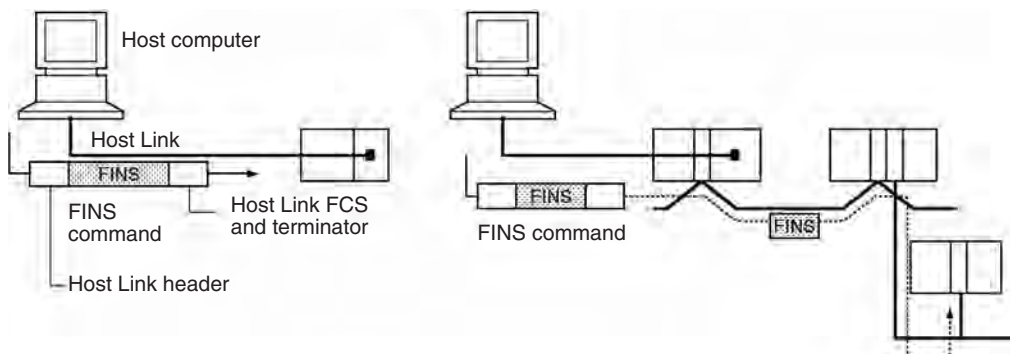 Host computer
Host Link
FINS
FINS
command
Host Link FCS
and terminator
Host Link header
FINS
FINS command
FINS